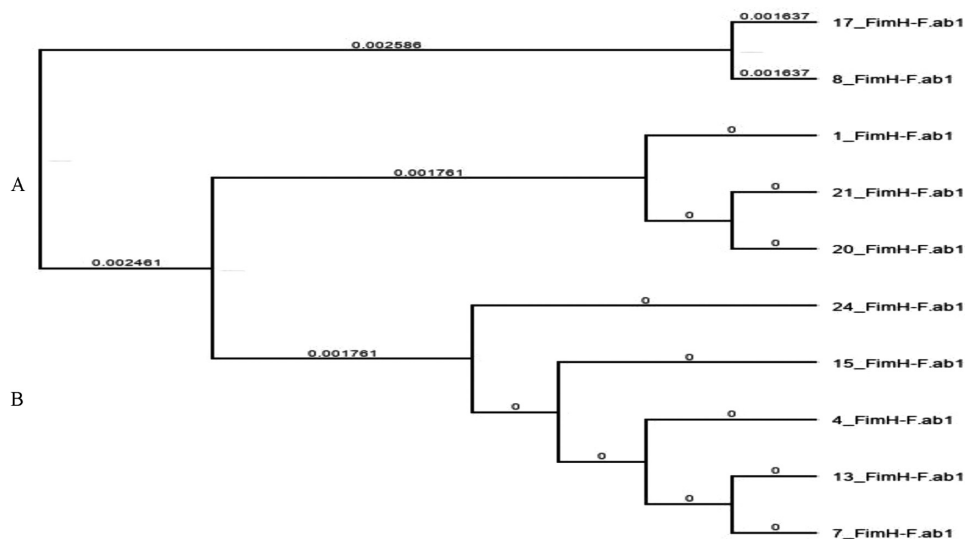 0.001637 17_FimH-F.ab1
0.002586
0.001637 8_FimH-F.ab1
0 1_FimH-F.ab1
0.001761
A
0 21_FimH-F.ab1
0
0 20_FimH-F.ab1
0.002461
0 24_FimH-F.ab1
0.001761
0 15_FimH-F.ab1
B
0
0 4_FimH-F.ab1
0
0 13_FimH-F.ab1
0
0 7_FimH-F.ab1